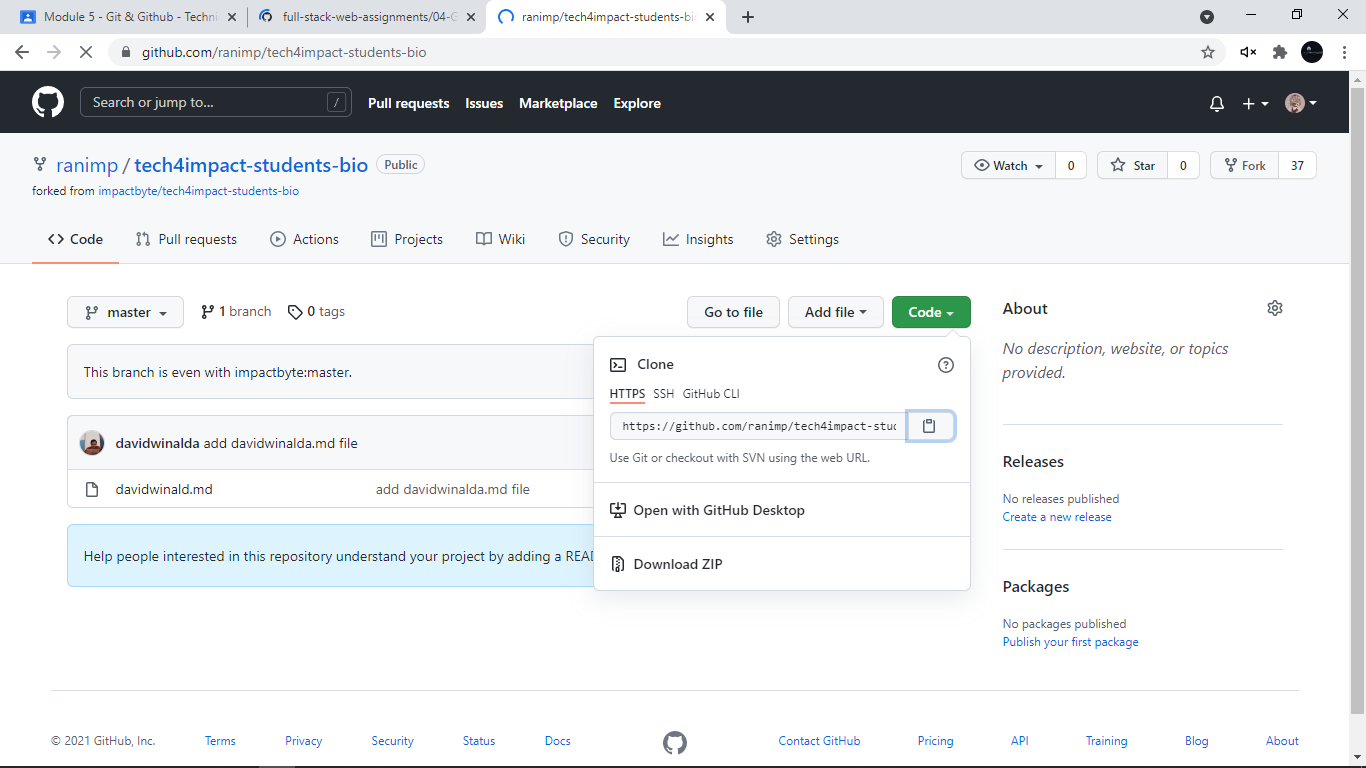 Module 5 - Git & Github - Techni
full-stack-web-assignments/04-G
ranimp/tech4impact-students-bio
github.com/ranimp/tech4impact-students-bio
Search or jump to... /
Pull requests Issues Marketplace Explore
ranimp / tech4impact-students-bio Public
Watch 0 Star 0 Fork 37
forked from impactbyte/tech4impact-students-bio
Code Pull requests Actions Projects Wiki Security Insights Settings
master 1 branch 0 tags
Go to file Add file Code
About
No description, website, or topics
provided.
This branch is even with impactbyte:master.
Clone
HTTPS SSH GitHub CLI
https://github.com/ranimp/tech4impact-stud
Use Git or checkout with SVN using the web URL.
davidwinalda add davidwinalda.md file
davidwinald.md add davidwinalda.md file
Open with GitHub Desktop
Download ZIP
Help people interested in this repository understand your project by adding a READ
Releases
No releases published
Create a new release
Packages
No packages published
Publish your first package
© 2021 GitHub, Inc. Terms Privacy Security Status Docs Contact GitHub Pricing API Training Blog About